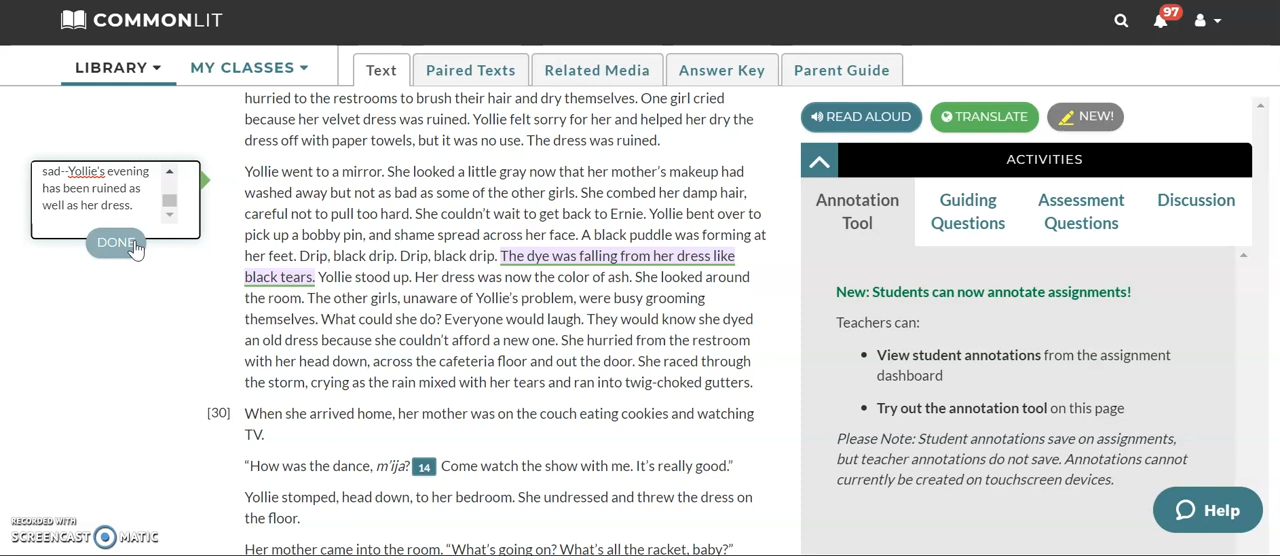 COMMONLIT
97
LIBRARY
MY CLASSES
Text
Paired Texts
Related Media
Answer Key
Parent Guide
hurried to the restrooms to brush their hair and dry themselves. One girl cried
because her velvet dress was ruined. Yollie felt sorry for her and helped her dry the
dress off with paper towels, but it was no use. The dress was ruined.
Yollie went to a mirror. She looked a little gray now that her mother's makeup had
washed away but not as bad as some of the other girls. She combed her damp hair,
careful not to pull too hard. She couldn't wait to get back to Ernie. Yollie bent over to
pick up a bobby pin, and shame spread across her face. A black puddle was forming at
her feet. Drip, black drip. Drip, black drip. The dye was falling from her dress like
black tears. Yollie stood up. Her dress was now the color of ash. She looked around
the room. The other girls, unaware of Yollie's problem, were busy grooming
themselves. What could she do? Everyone would laugh. They would know she dyed
an old dress because she couldn't afford a new one. She hurried from the restroom
with her head down, across the cafeteria floor and out the door. She raced through
the storm, crying as the rain mixed with her tears and ran into twig-choked gutters.
[30] When she arrived home, her mother was on the couch eating cookies and watching
TV.
“How was the dance, m'ija? 14 Come watch the show with me. It's really good.”
Yollie stomped, head down, to her bedroom. She undressed and threw the dress on
the floor.
Her mother came into the room. “What's going on? What's all the racket, baby?”
sad--Yollie's evening
has been ruined as
well as her dress.
DONE
READ ALOUD
TRANSLATE
NEW!
ACTIVITIES
Annotation
Tool
Guiding
Questions
Assessment
Questions
Discussion
New: Students can now annotate assignments!
Teachers can:
• View student annotations from the assignment
dashboard
• Try out the annotation tool on this page
Please Note: Student annotations save on assignments,
but teacher annotations do not save. Annotations cannot
currently be created on touchscreen devices.
Help
RECORDED WITH
SCREENCAST MATIC